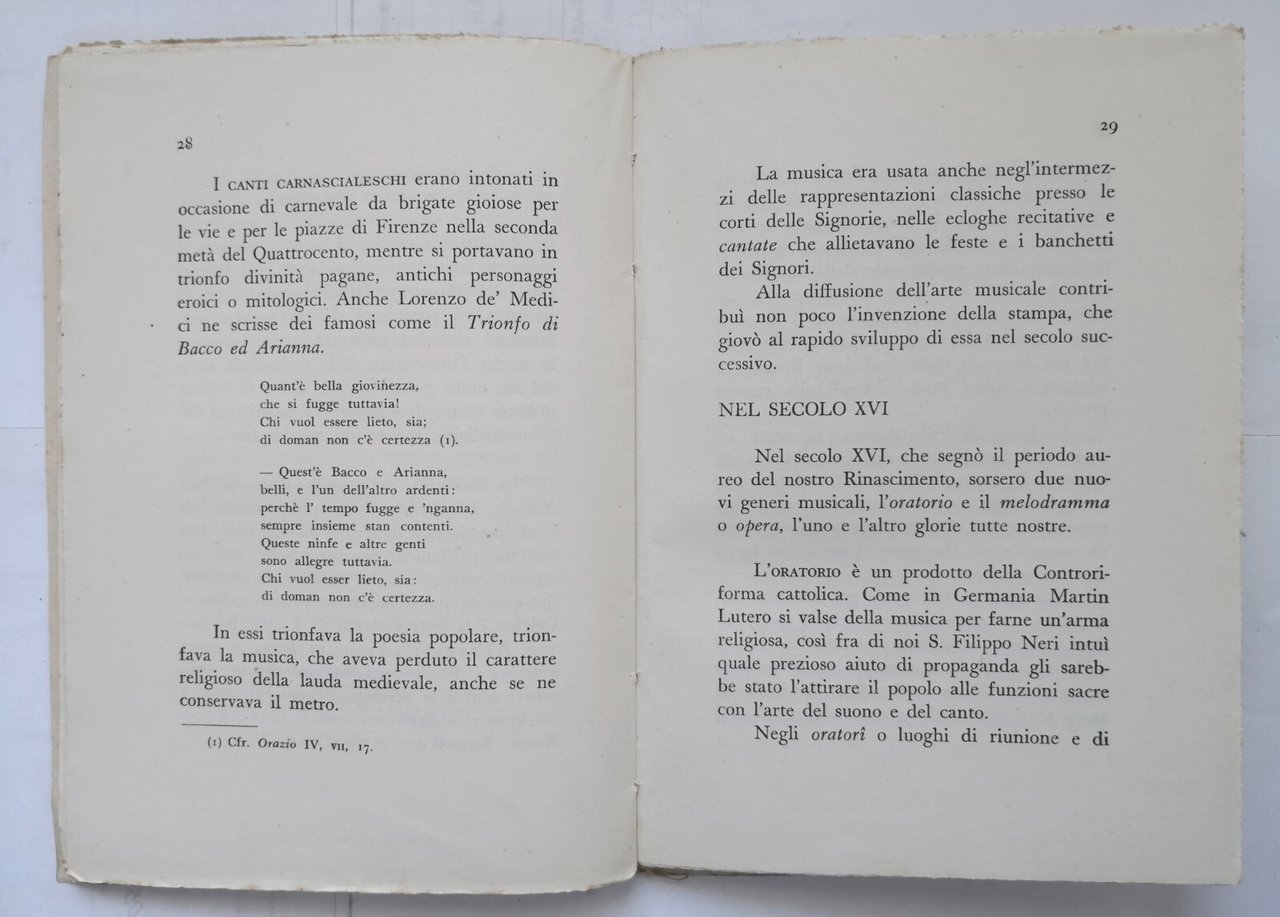 28
I CANTI CARNASCIALESCHI erano intonati in
occasione di carnevale da brigate gioiose per
le vie e per le piazze di Firenze nella seconda
metà del Quattrocento, mentre si portavano in
trionfo divinità pagane, antichi personaggi
eroici o mitologici. Anche Lorenzo de' Medi-
ci ne scrisse dei famosi come il Trionfo di
Bacco ed Arianna.
Quant'è bella giovinezza,
che si fugge tuttavia!
Chi vuol essere lieto, sia;
di doman non c'è certezza (1).
— Quest'è Bacco e Arianna,
belli, e l'un dell'altro ardenti:
perchè l' tempo fugge e 'nganna,
sempre insieme stan contenti.
Queste ninfe e altre genti
sono allegre tuttavia.
Chi vuol esser lieto, sia:
di doman non c'è certezza.
In essi trionfava la poesia popolare, trion-
fava la musica, che aveva perduto il carattere
religioso della lauda medievale, anche se ne
conservava il metro.
(1) Cfr. Orazio IV, VII, 17.
29
La musica era usata anche negl'intermez-
zi delle rappresentazioni classiche presso le
corti delle Signorie, nelle ecloghe recitative e
cantate che allietavano le feste e i banchetti
dei Signori.
Alla diffusione dell'arte musicale contri-
buì non poco l'invenzione della stampa, che
giovò al rapido sviluppo di essa nel secolo suc-
cessivo.
NEL SECOLO XVI
Nel secolo XVI, che segnò il periodo au-
reo del nostro Rinascimento, sorsero due nuo-
vi generi musicali, l'oratorio e il melodramma
o opera, l'uno e l'altro glorie tutte nostre.
L'ORATORIO è un prodotto della Controri-
forma cattolica. Come in Germania Martin
Lutero si valse della musica per farne un'arma
religiosa, così fra di noi S. Filippo Neri intuì
quale prezioso aiuto di propaganda gli sareb-
be stato l'attirare il popolo alle funzioni sacre
con l'arte del suono e del canto.
Negli oratorî o luoghi di riunione e di